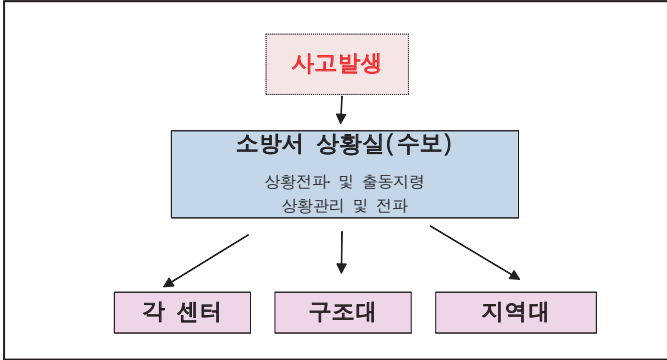 사고발생
소방서 상황실(수보)
상황전파 및 출동지령
상황관리 및 전파
각 센터
구조대
지역대